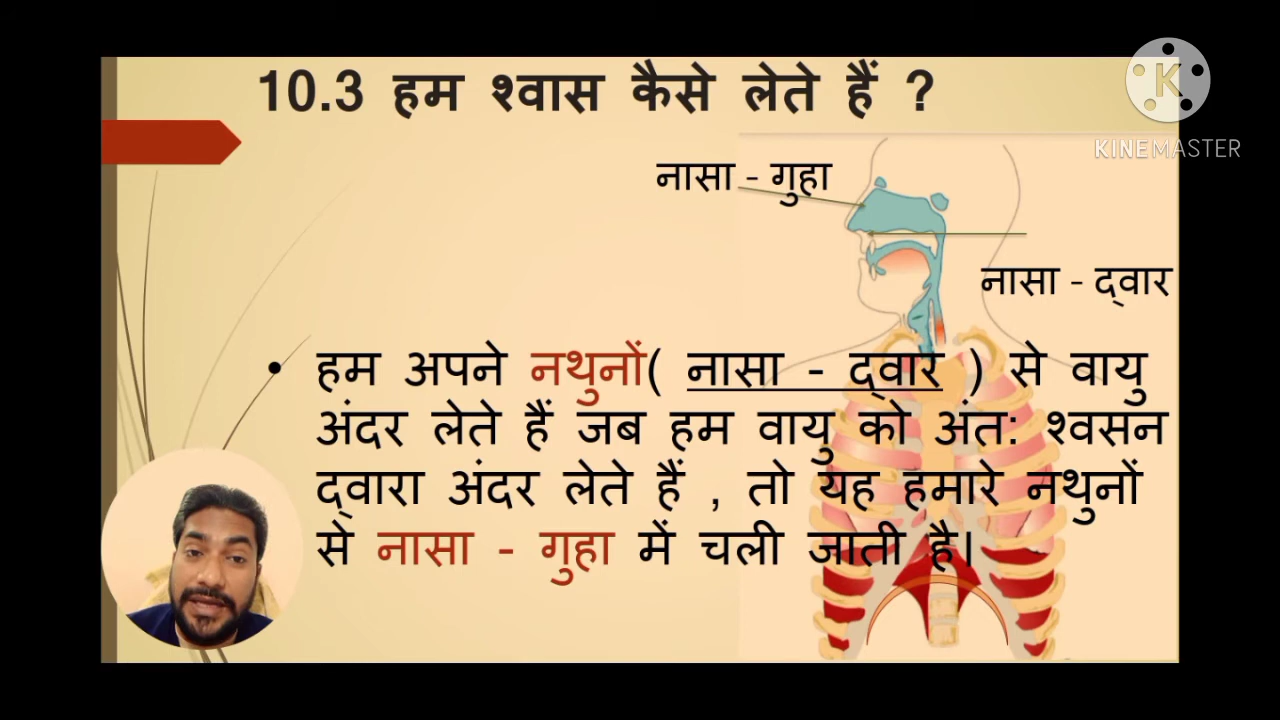 10.3 हम श्वास कैसे लेते हैं ?
KINEMASTER
नासा - गुहा
नासा - द्वार
• हम अपने नथुनों( नासा - द्वार ) से वायु
अंदर लेते हैं जब हम वायु को अंत: श्वसन
द्वारा अंदर लेते हैं , तो यह हमारे नथुनों
से नासा - गुहा में चली जाती है।